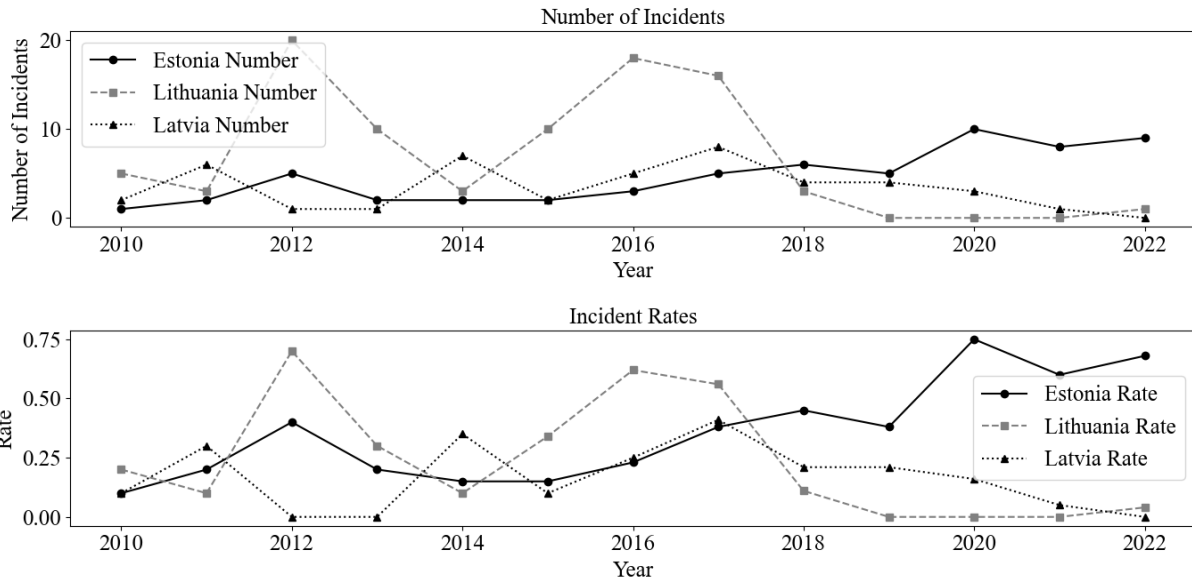 Number of Incidents
Number of Incidents
20
10
0
Estonia Number
Lithuania Number
Latvia Number
2010 2012 2014 2016 2018 2020 2022
Year
Incident Rates
Rate
0.75
0.50
0.25
0.00
Estonia Rate
Lithuania Rate
Latvia Rate
2010 2012 2014 2016 2018 2020 2022
Year